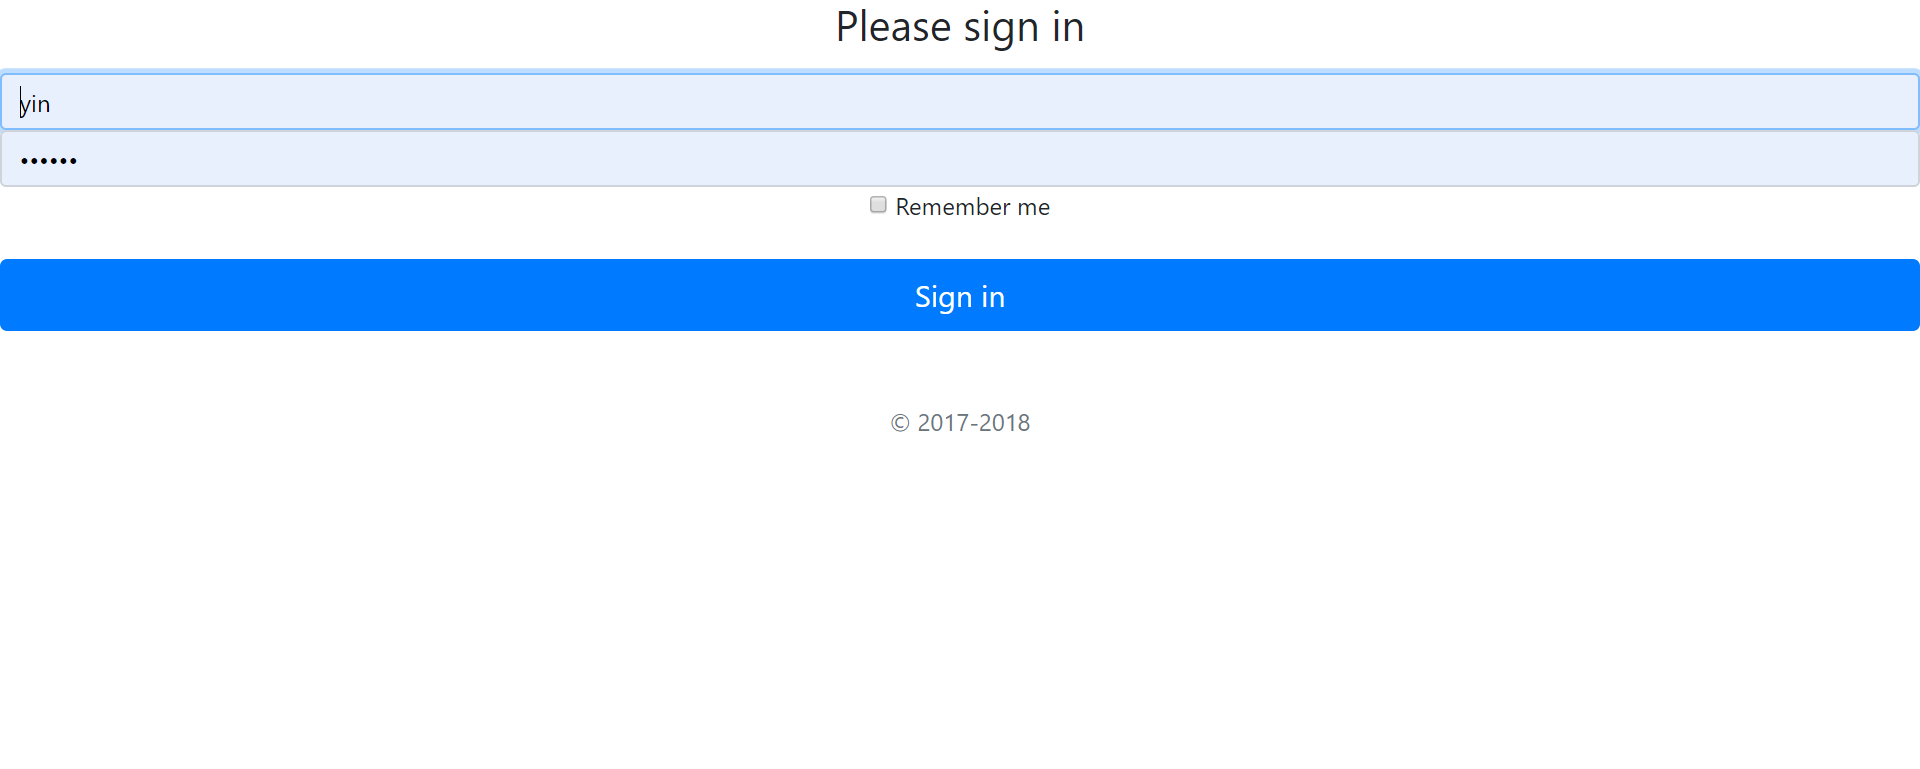 Please sign in
yin
••••••
Remember me
Sign in
© 2017-2018